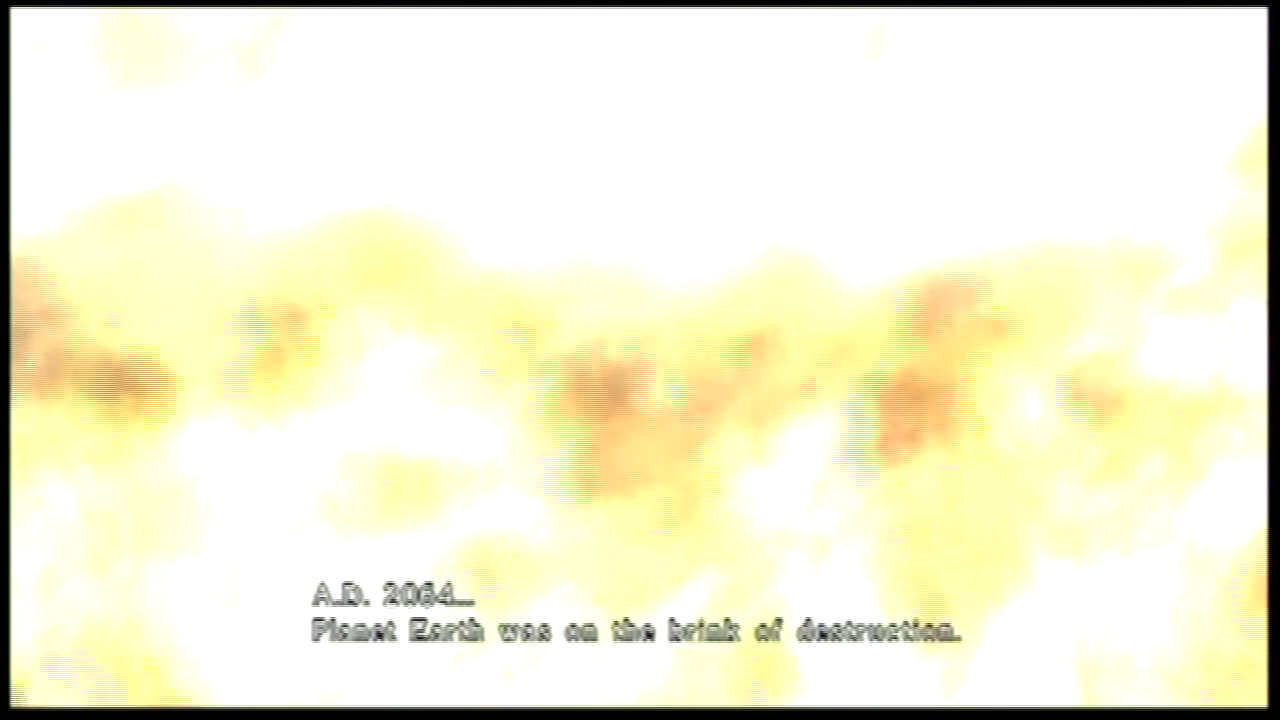 A.D. 2064...
Planet Earth was on the brink of destruction.